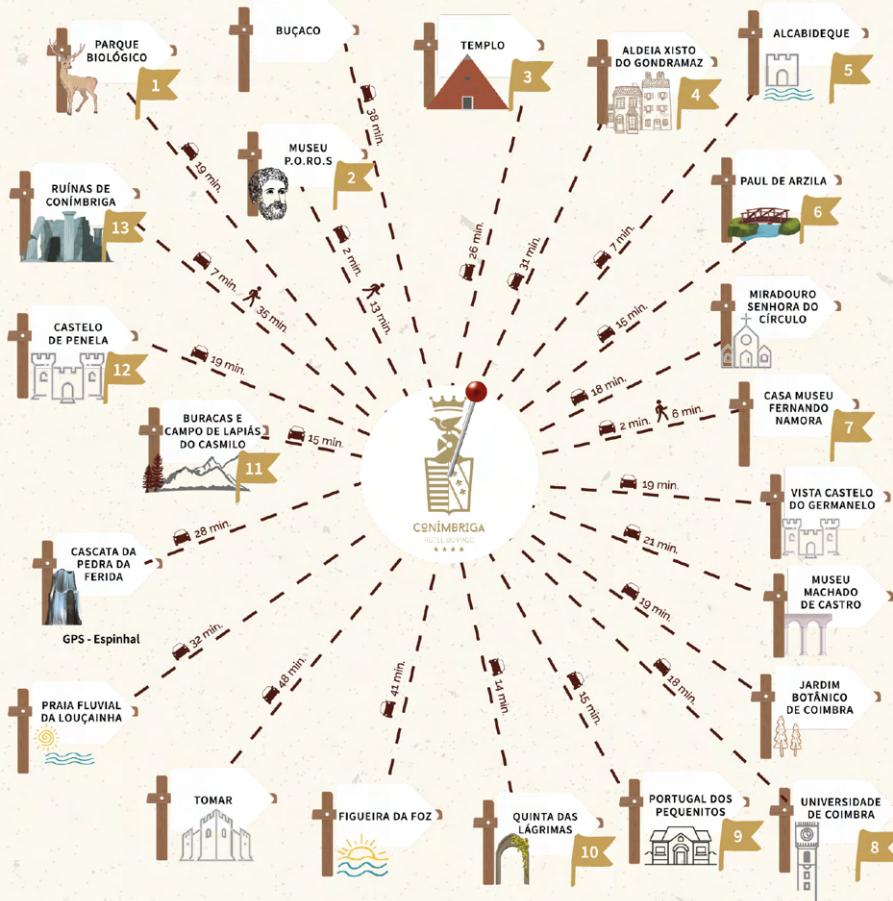 PARQUE
BIOLÓGICO
1
BUÇACO
TEMPLO
3
ALDEIA XISTO
DO GONDRAMAZ
4
ALCABIDEQUE
5
MUSEU
P.O.RO.S
2
RUÍNAS DE
CONÍMBRIGA
13
PAUL DE ARZILA
6
MIRADOURO
SENHORA DO
CÍRCULO
CASTELO
DE PENELA
12
CASA MUSEU
FERNANDO
NAMORA
7
BURACAS E
CAMPO DE LAPIÁS
DO CASMILO
11
VISTA CASTELO
DO GERMANELO
CASCATA DA
PEDRA DA
FERIDA
GPS - Espinhal
MUSEU
MACHADO
DE CASTRO
PRAIA FLUVIAL
DA LOUÇAINHA
JARDIM
BOTÂNICO
DE COIMBRA
TOMAR
FIGUEIRA DA FOZ
QUINTA DAS
LÁGRIMAS
10
PORTUGAL DOS
PEQUENITOS
9
UNIVERSIDADE
DE COIMBRA
8
19 min.
38 min.
2 min.
13 min.
26 min.
31 min.
7 min.
15 min.
7 min.
35 min.
18 min.
19 min.
2 min.
6 min.
15 min.
19 min.
28 min.
21 min.
19 min.
32 min.
18 min.
48 min.
41 min.
14 min.
15 min.
CONÍMBRIGA
HOTEL DO PAÇO